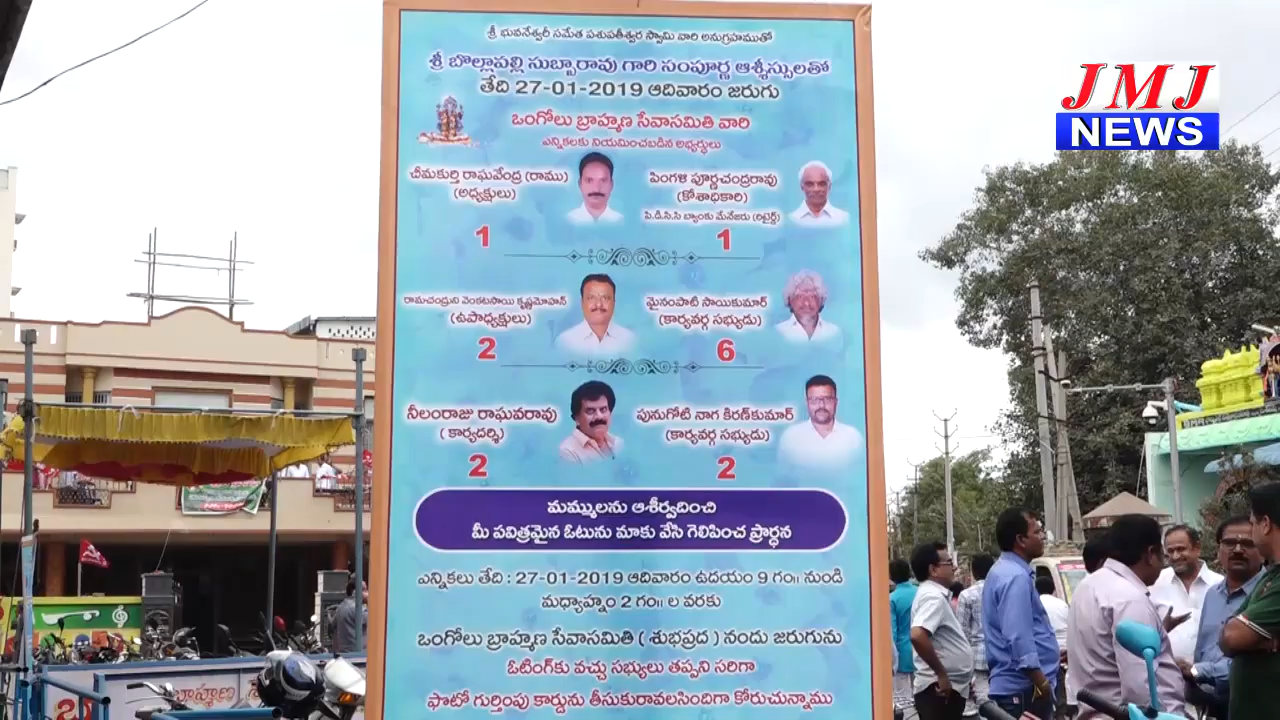 శ్రీ భువనేశ్వరీ సమేత పశుపతీశ్వర స్వామి వారి అనుగ్రహముతో
శ్రీ బొల్లాపల్లి సుబ్బారావు గారి సంపూర్ణ ఆశ్శీస్సులతో
తేది 27-01-2019 ఆదివారం జరుగు
ఒంగోలు బ్రాహ్మణ సేవాసమితి వారి
ఎన్నికలకు నియమించబడిన అభ్యర్థులు
JMJ
NEWS
చీమకుర్తి రాఘవేంద్ర (రాము)
(అధ్యక్షులు)
1
పింగళి పూర్ణచంద్రరావు
(కోశాధికారి)
పి.డి.సి.సి బ్యాంకు మేనేజరు (రిటైర్డ్)
1
రామచంద్రుని వెంకటసాయి కృష్ణమోహన్
(ఉపాధ్యక్షులు)
2
మైనంపాటి సాయికుమార్
(కార్యవర్గ సభ్యుడు)
6
నీలంరాజు రాఘవరావు
( కార్యదర్శి)
2
పునుగోటి నాగ కిరణ్‌కుమార్
(కార్యవర్గ సభ్యుడు)
2
మమ్ములను ఆశీర్వదించి
మీ పవిత్రమైన ఓటును మాకు వేసి గెలిపించ ప్రార్ధన
ఎన్నికలు తేది : 27-01-2019 ఆదివారం ఉదయం 9 గం॥ నుండి
మధ్యాహ్నం 2 గం॥ ల వరకు
ఒంగోలు బ్రాహ్మణ సేవాసమితి ( శుభప్రద ) నందు జరుగును
ఓటింగ్‌కు వచ్చు సభ్యులు తప్పని సరిగా
ఫొటో గుర్తింపు కార్డును తీసుకురావలసిందిగా కోరుచున్నాము
బ్రాహ్మణ